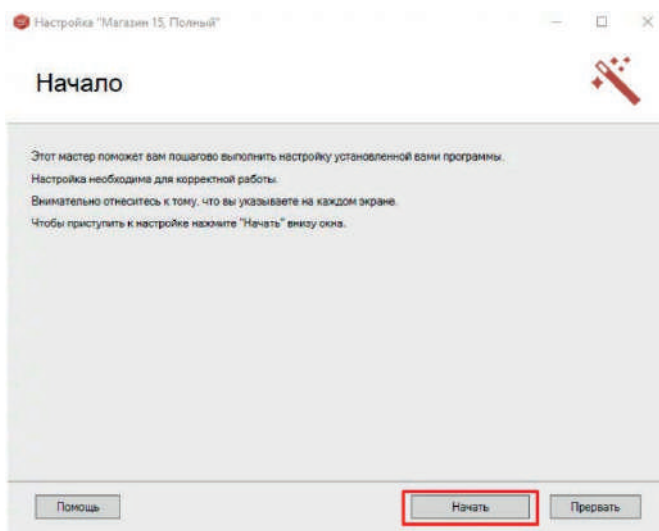 Настройка "Магазин 15, Полный"
Начало
Этот мастер поможет вам пошагово выполнить настройку установленной вами программы.
Настройка необходима для корректной работы.
Внимательно отнеситесь к тому, что вы указываете на каждом экране.
Чтобы приступить к настройке нажмите "Начать" внизу окна.
Помощь Начать Прервать